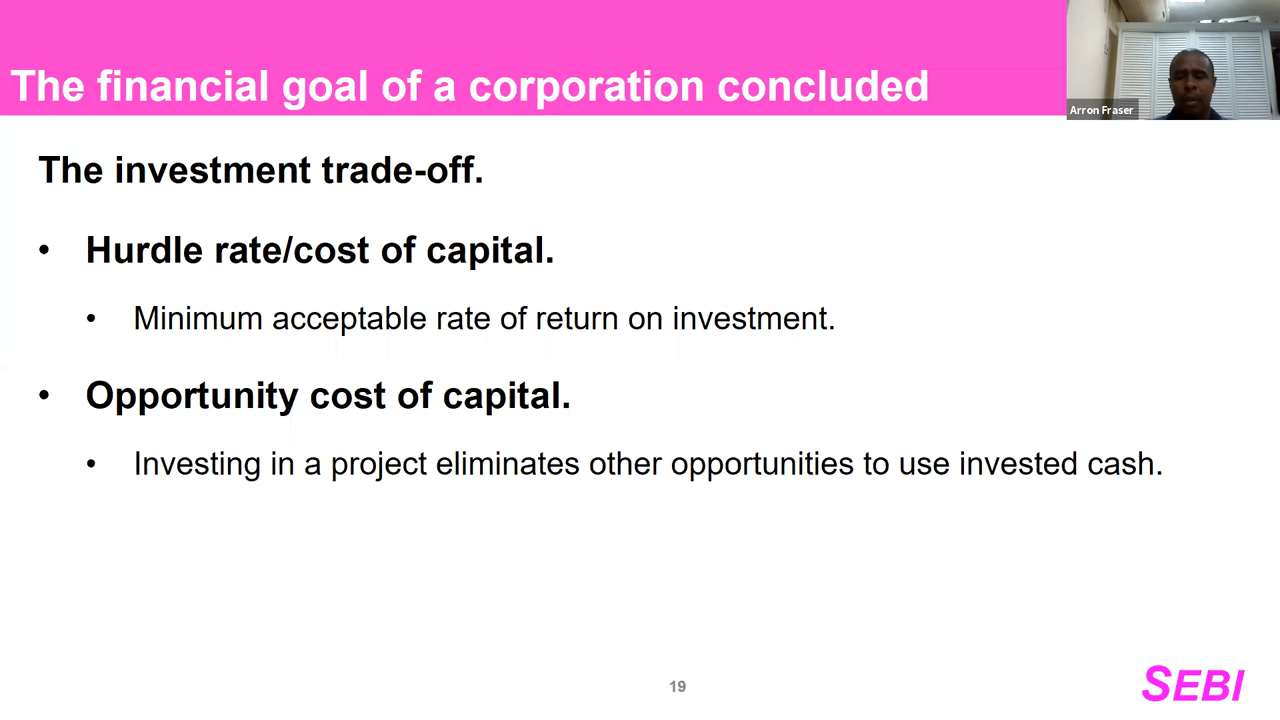 The financial goal of a corporation concluded
Arron Fraser
The investment trade-off.
• Hurdle rate/cost of capital.
• Minimum acceptable rate of return on investment.
• Opportunity cost of capital.
• Investing in a project eliminates other opportunities to use invested cash.
19
SEBI